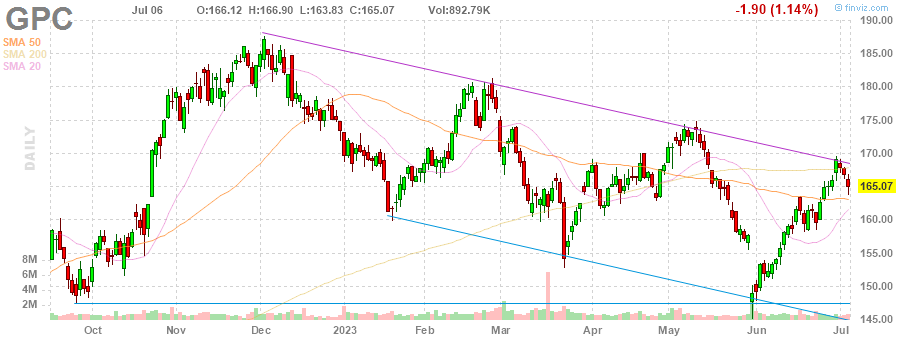 GPC
Jul 06 O:166.12 H:166.90 L:163.83 C:165.07 Vol:892.79K
-1.90 (1.14%)
@ finviz.com
SMA 50
SMA 200
SMA 20
DAILY
190.00
185.00
180.00
175.00
170.00
165.07
160.00
155.00
150.00
145.00
8M
6M
4M
2M
Oct Nov Dec 2023 Feb Mar Apr May Jun Jul